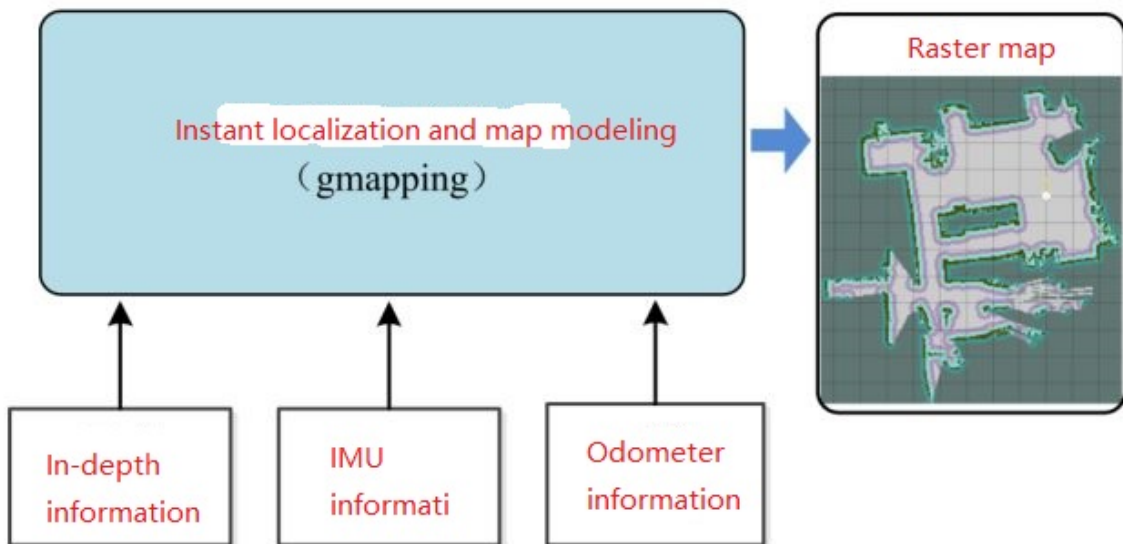 Raster map
Instant localization and map modeling
（gmapping）
In-depth
information
IMU
informati
Odometer
information